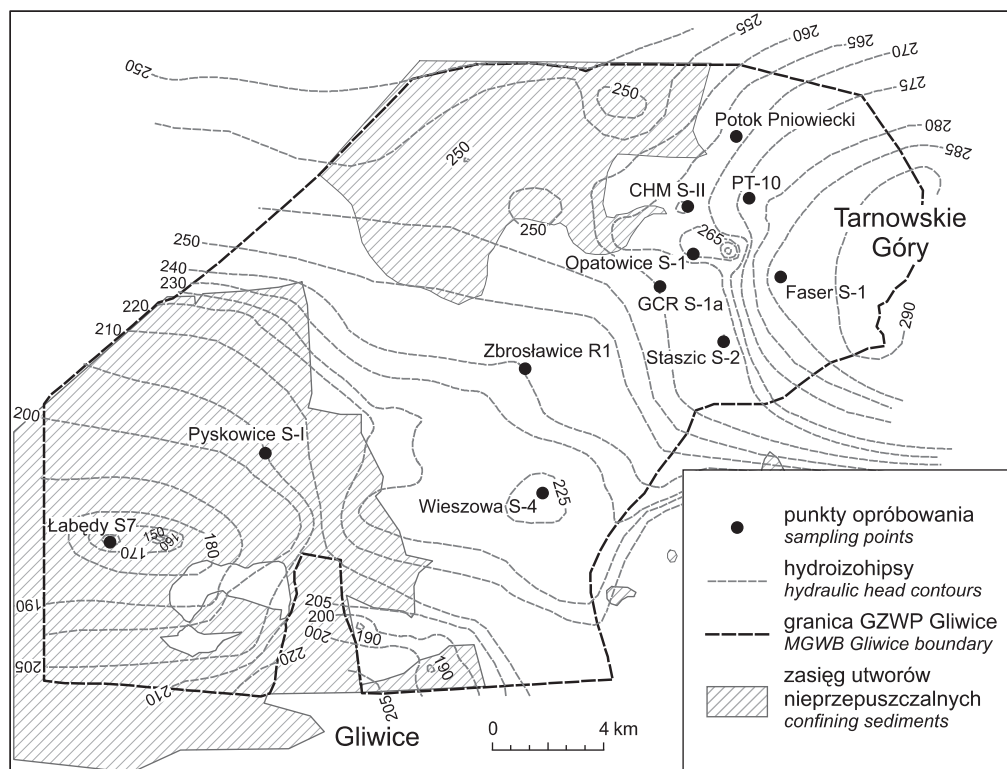 255
260
265
270
275
280
285
250
250
250
250
Potok Pniowiecki
CHM S-II
PT-10
265
Tarnowskie
Góry
Opatowice S-1
GCR S-1a
Faser S-1
290
Staszic S-2
250
240
230
220
210
Zbrosławice R1
200
Pyskowice S-I
Wieszowa S-4
225
Łabędy S7
150
160
170
180
190
205
210
220
205
200
200
190
190
205
Gliwice
0 4 km
punkty opróbowania
sampling points
hydroizohipsy
hydraulic head contours
granica GZWP Gliwice
MGWB Gliwice boundary
zasięg utworów
nieprzepuszczalnych
confining sediments